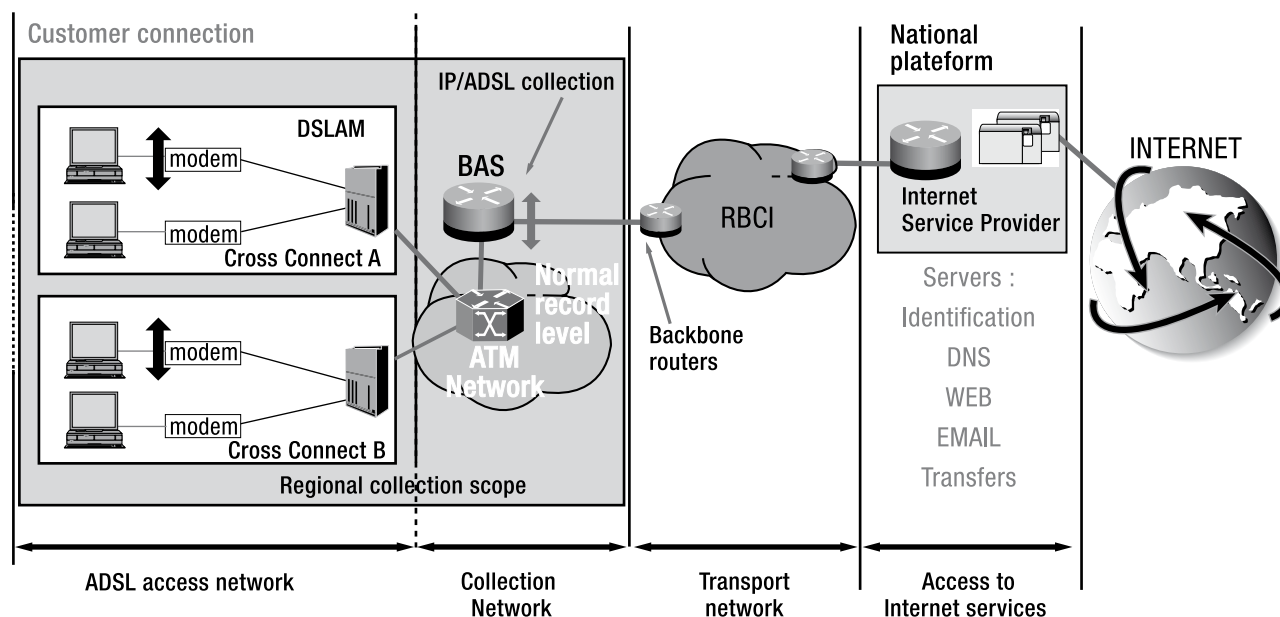 Customer connection
National
plateform
IP/ADSL collection
DSLAM
modem
modem
Cross Connect A
BAS
Normal
record
level
ATM
Network
modem
modem
Cross Connect B
Regional collection scope
RBCI
Backbone
routers
Internet
Service Provider
INTERNET
Servers :
Identification
DNS
WEB
EMAIL
Transfers
ADSL access network
Collection
Network
Transport
network
Access to
Internet services